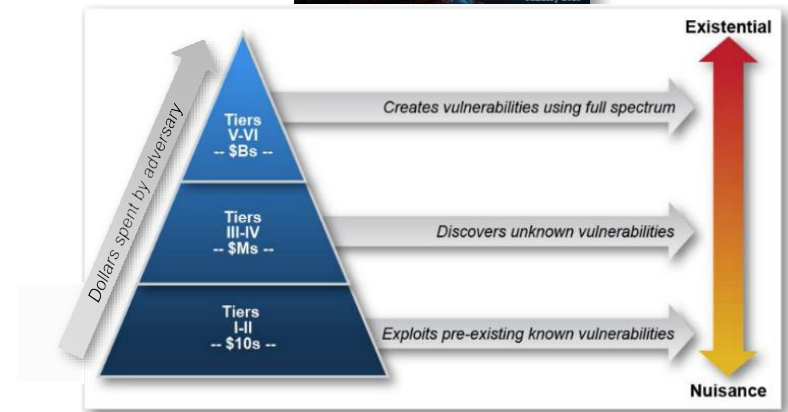 Existential
Dollars spent by adversary
Tiers
V-VI
-- $Bs --
Creates vulnerabilities using full spectrum
Tiers
III-IV
-- $Ms --
Discovers unknown vulnerabilities
Tiers
I-II
-- $10s --
Exploits pre-existing known vulnerabilities
Nuisance